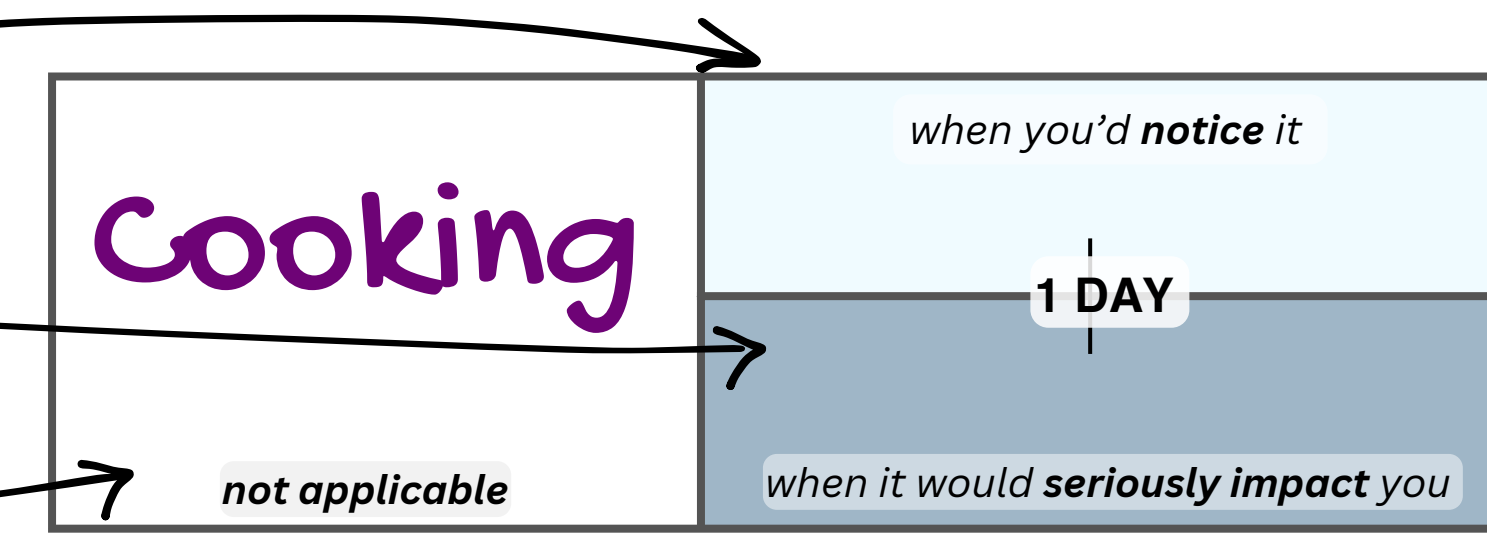 when you’d notice it
Cooking
1 DAY
not applicable
when it would seriously impact you